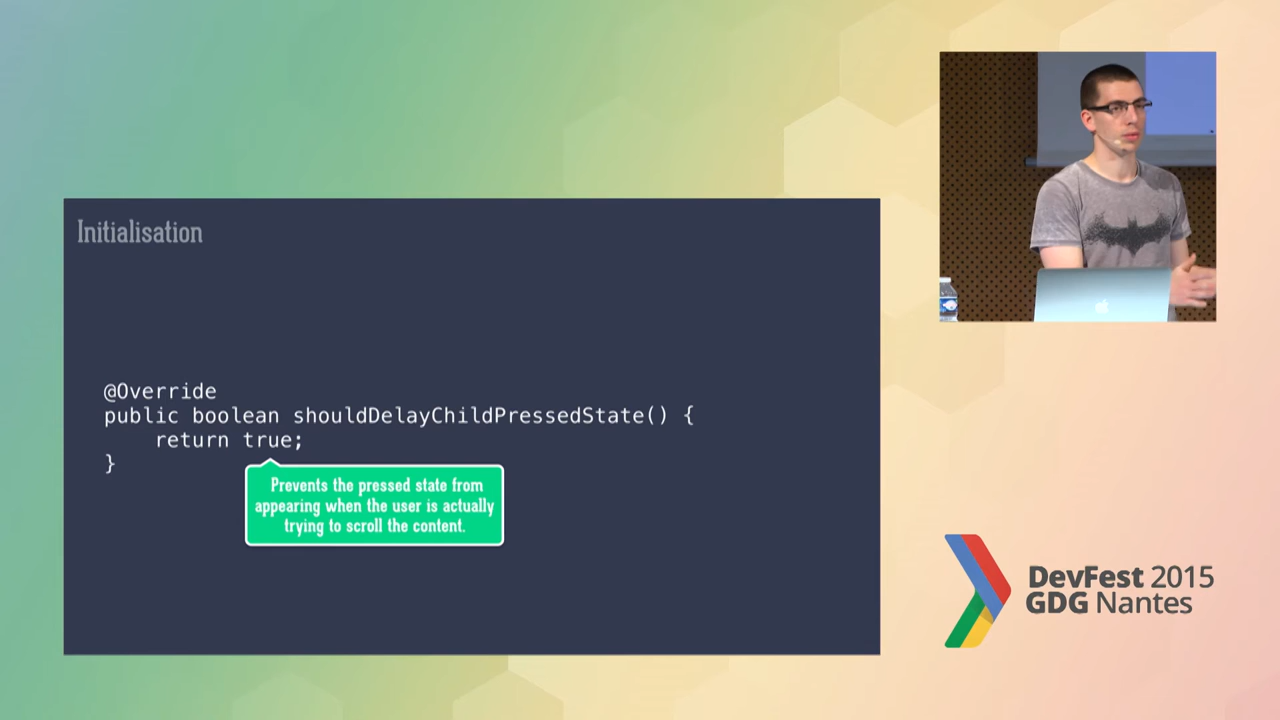 Initialisation
@Override
public boolean shouldDelayChildPressedState() {
    return true;
}
Prevents the pressed state from
appearing when the user is actually
trying to scroll the content.
DevFest 2015
GDG Nantes